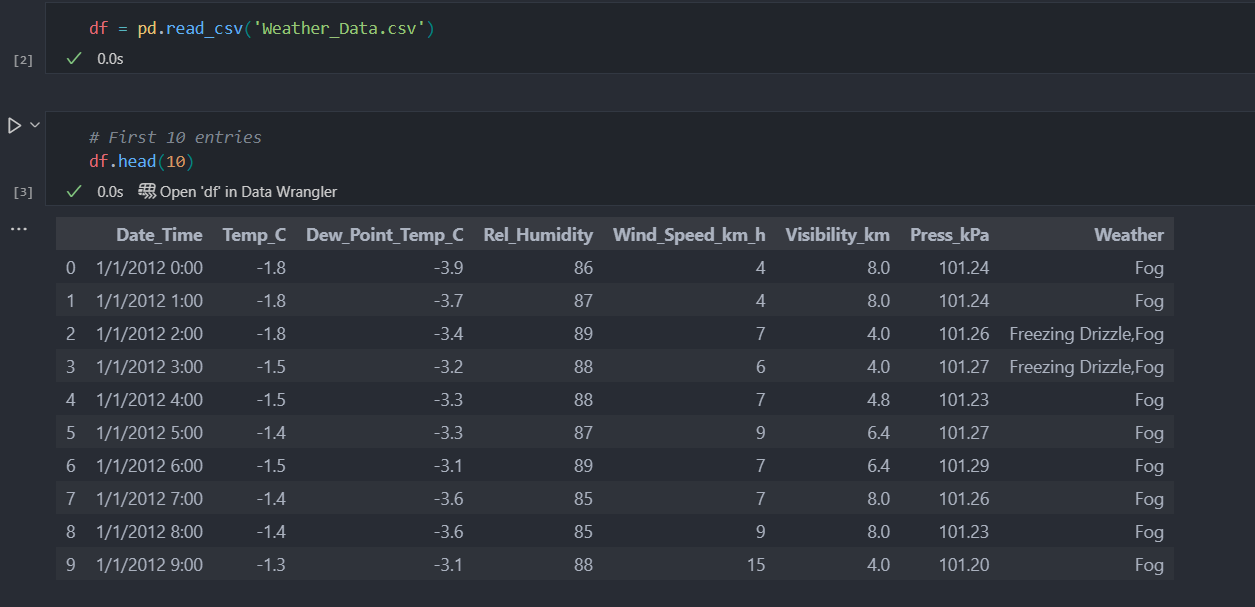 df = pd.read_csv('Weather_Data.csv')
[2]
0.0s
# First 10 entries
df.head(10)
[3]
0.0s Open 'df' in Data Wrangler
...
Date_Time Temp_C Dew_Point_Temp_C Rel_Humidity Wind_Speed_km_h Visibility_km Press_kPa Weather
0 1/1/2012 0:00 -1.8 -3.9 86 4 8.0 101.24 Fog
1 1/1/2012 1:00 -1.8 -3.7 87 4 8.0 101.24 Fog
2 1/1/2012 2:00 -1.8 -3.4 89 7 4.0 101.26 Freezing Drizzle,Fog
3 1/1/2012 3:00 -1.5 -3.2 88 6 4.0 101.27 Freezing Drizzle,Fog
4 1/1/2012 4:00 -1.5 -3.3 88 7 4.8 101.23 Fog
5 1/1/2012 5:00 -1.4 -3.3 87 9 6.4 101.27 Fog
6 1/1/2012 6:00 -1.5 -3.1 89 7 6.4 101.29 Fog
7 1/1/2012 7:00 -1.4 -3.6 85 7 8.0 101.26 Fog
8 1/1/2012 8:00 -1.4 -3.6 85 9 8.0 101.23 Fog
9 1/1/2012 9:00 -1.3 -3.1 88 15 4.0 101.20 Fog